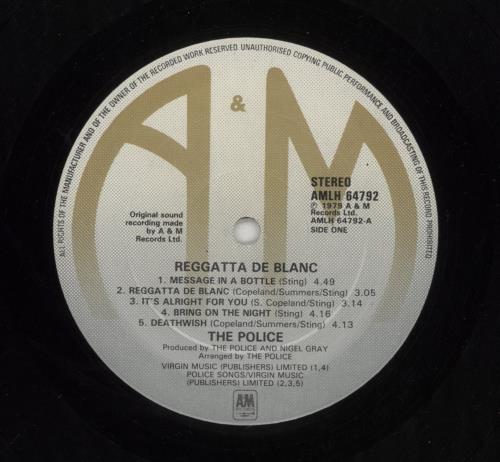 ALL RIGHTS OF THE MANUFACTURER AND OF THE OWNER OF THE RECORDED WORK RESERVED UNAUTHORISED COPYING PUBLIC PERFORMANCE AND BROADCASTING OF THIS RECORD PROHIBITED
A & M
STEREO
AMLH 64792
℗ 1979 A & M
Records Ltd.
AMLH 64792-A
SIDE ONE
Original sound
recording made
by A & M
Records Ltd.
REGGATTA DE BLANC
1. MESSAGE IN A BOTTLE (Sting) 4.49
2. REGGATTA DE BLANC (Copeland/Summers/Sting) 3.05
3. IT'S ALRIGHT FOR YOU (S. Copeland/Sting) 3.14
4. BRING ON THE NIGHT (Sting) 4.16
5. DEATHWISH (Copeland/Summers/Sting) 4.13
THE POLICE
Produced by THE POLICE AND NIGEL GRAY
Arranged by THE POLICE
VIRGIN MUSIC (PUBLISHERS) LIMITED (1,4)
POLICE SONGS/VIRGIN MUSIC
(PUBLISHERS) LIMITED (2,3,5)
AM